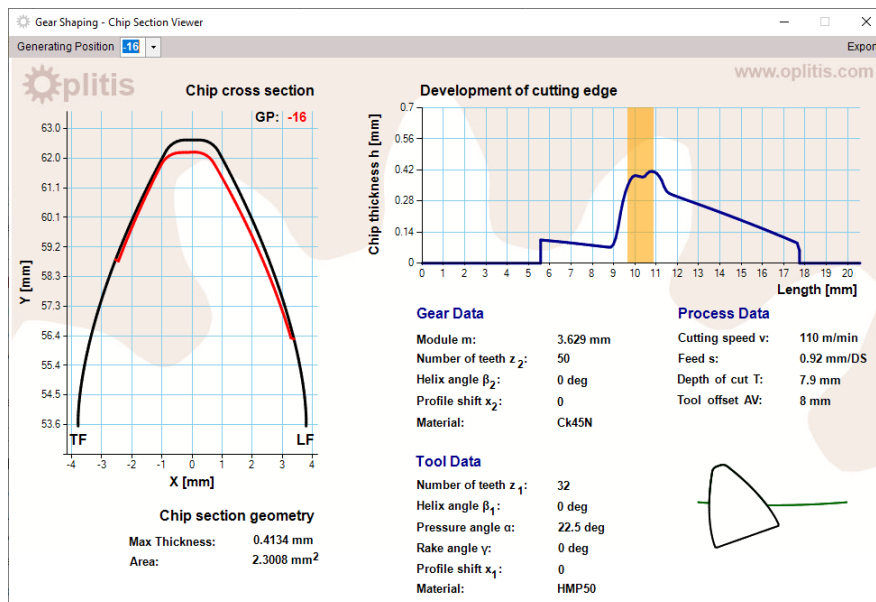 Gear Shaping - Chip Section Viewer
Generating Position -16
Export
Oplitis
www.oplitis.com
Chip cross section
GP: -16
Y [mm]
63.0
62.0
61.1
60.1
59.2
58.3
57.3
56.4
55.4
54.5
53.6
TF
LF
-4 -3 -2 -1 0 1 2 3 4
X [mm]
Chip section geometry
Max Thickness: 0.4134 mm
Area: 2.3008 mm²
Development of cutting edge
Chip thickness h [mm]
0.7
0.56
0.42
0.28
0.14
0
0 1 2 3 4 5 6 7 8 9 10 11 12 13 14 15 16 17 18 19 20
Length [mm]
Gear Data
Module m: 3.629 mm
Number of teeth z₂: 50
Helix angle β₂: 0 deg
Profile shift x₂: 0
Material: Ck45N
Process Data
Cutting speed v: 110 m/min
Feed s: 0.92 mm/DS
Depth of cut T: 7.9 mm
Tool offset AV: 8 mm
Tool Data
Number of teeth z₁: 32
Helix angle β₁: 0 deg
Pressure angle α: 22.5 deg
Rake angle γ: 0 deg
Profile shift x₁: 0
Material: HMP50